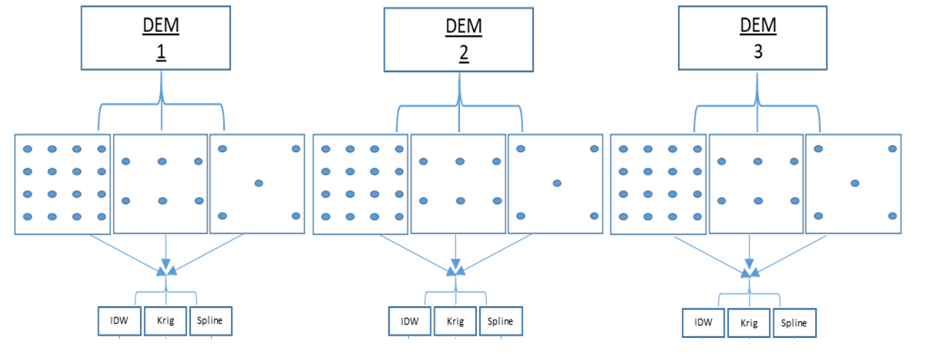 DEM
1
DEM
2
DEM
3
IDW
Krig
Spline
IDW
Krig
Spline
IDW
Krig
Spline